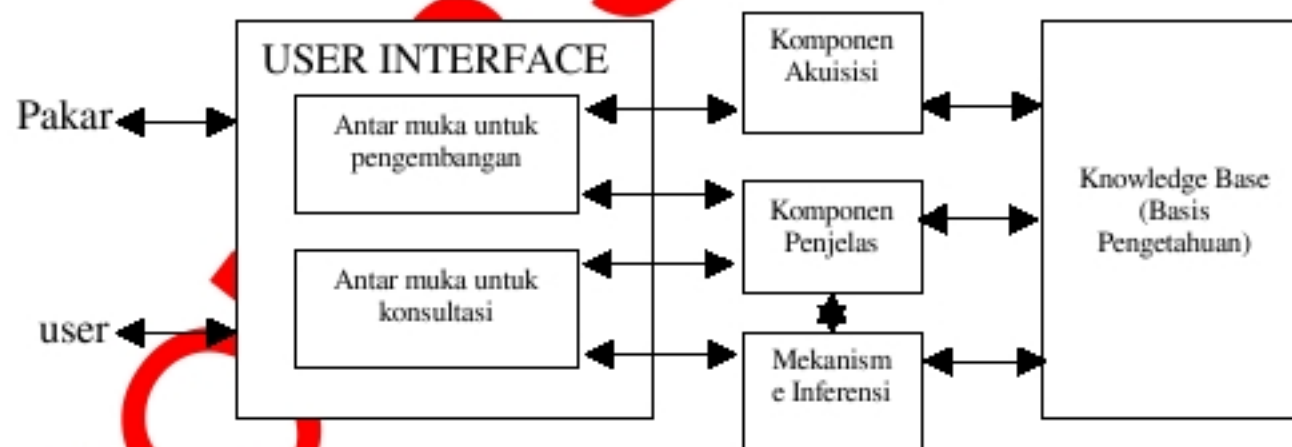 USER INTERFACE
Pakar
Antar muka untuk
pengembangan
user
Antar muka untuk
konsultasi
Komponen
Akuisisi
Komponen
Penjelas
Mekanism
e Inferensi
Knowledge Base
(Basis
Pengetahuan)